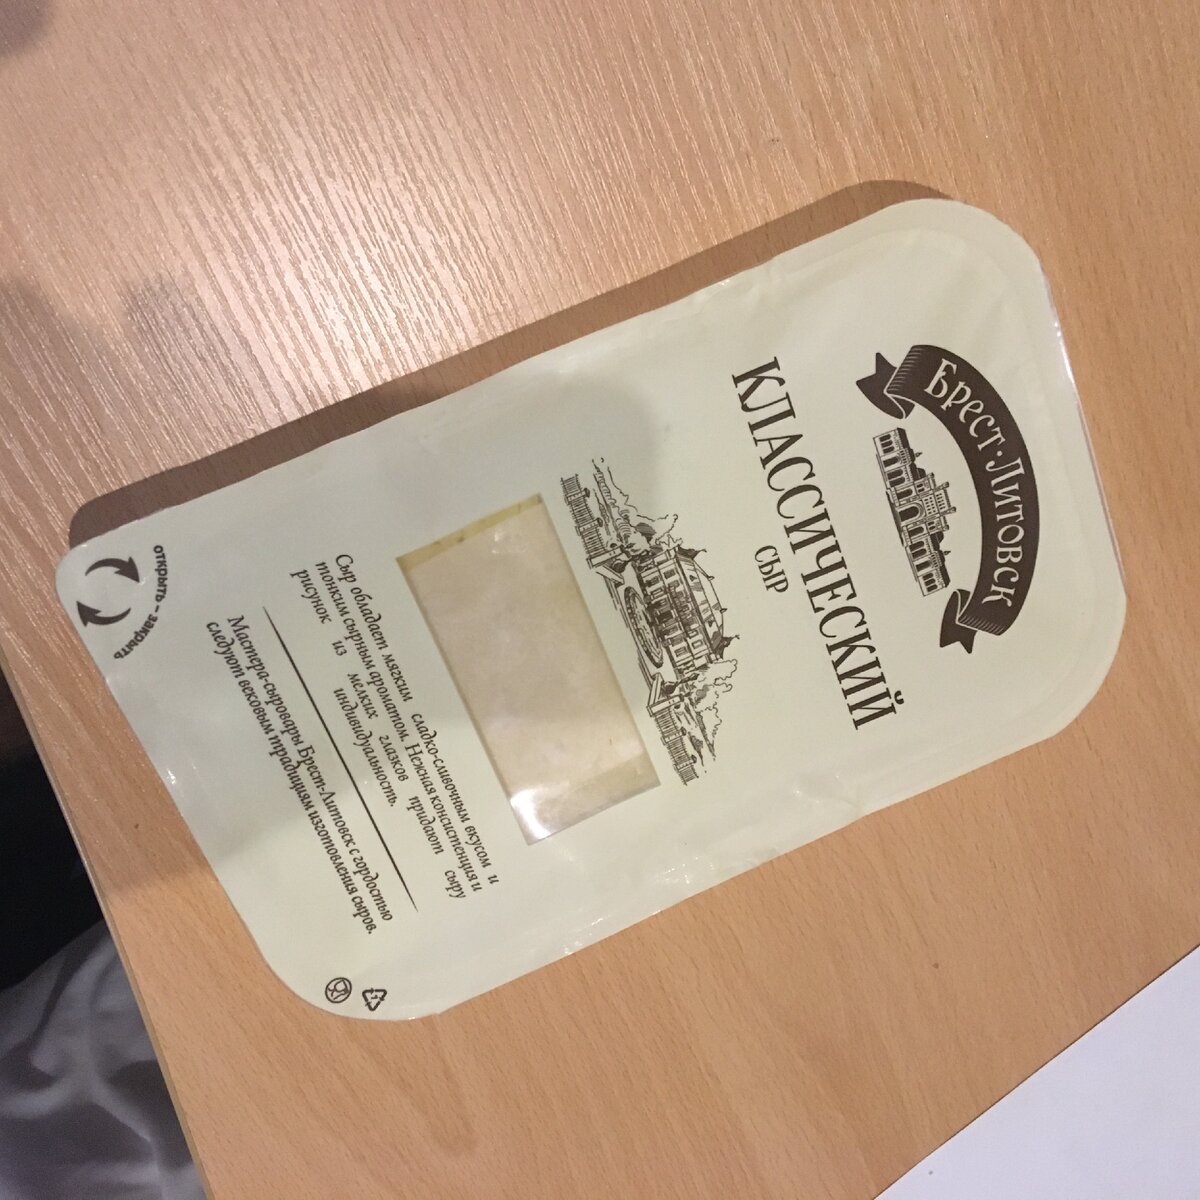 Брест-Литовск
КЛАССИЧЕСКИЙ
СЫР
Сыр обладает мягким сладко-сливочным вкусом и
тонким сырным ароматом. Нежная консистенция и
рисунок из мелких глазков придают сыру
индивидуальность.
Мастера-сыровары Брест-Литовск с гордостью
следуют вековым традициям изготовления сыров.
открыть - закрыть